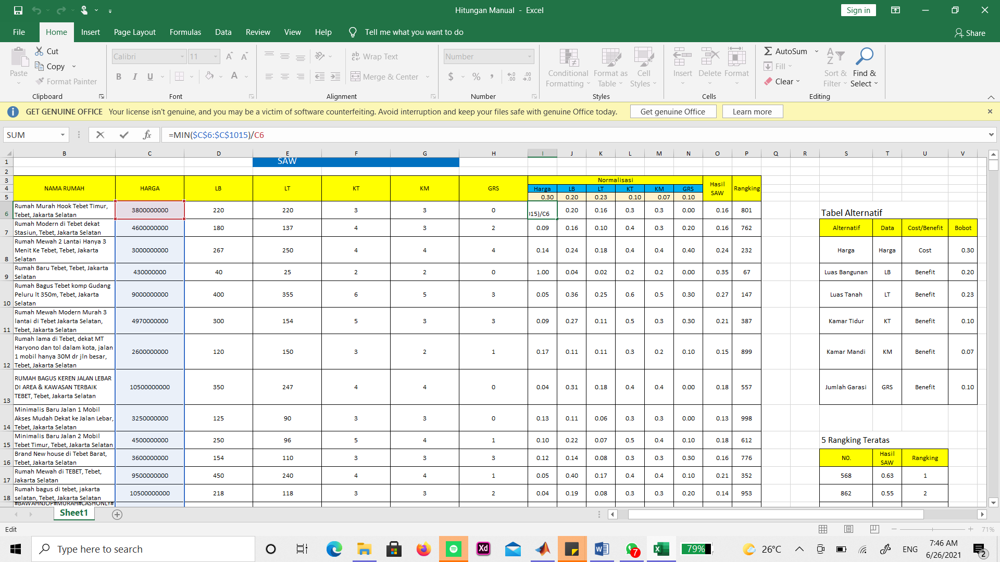 Hitungan Manual - Excel
Sign in
File Home Insert Page Layout Formulas Data Review View Help Tell me what you want to do Share
Paste Cut Copy Format Painter Clipboard
Calibri 11 B I U A A A Font
ab Wrap Text Merge & Center Alignment
Number $ % , Number
Conditional Formatting Format as Table Cell Styles Styles
Insert Delete Format Cells
AutoSum Fill Clear Sort & Filter Find & Select Editing
GET GENUINE OFFICE Your license isn't genuine, and you may be a victim of software counterfeiting. Avoid interruption and keep your files safe with genuine Office today. Get genuine Office Learn more
SUM fx =MIN($C$6:$C$1015)/C6
B C D E F G H I J K L M N O P Q R S T U V
1 SAW
2
3 Normalisasi
4 NAMA RUMAH HARGA LB LT KT KM GRS Harga LB LT KT KM GRS Hasil SAW Rangking
5 0.30 0.20 0.23 0.10 0.07 0.10
6 Rumah Murah Hook Tebet Timur, Tebet, Jakarta Selatan 3800000000 220 220 3 3 0 15)/C6 0.20 0.16 0.3 0.3 0.00 0.16 801
7 Rumah Modern di Tebet dekat Stasiun, Tebet, Jakarta Selatan 4600000000 180 137 4 3 2 0.09 0.16 0.10 0.4 0.3 0.20 0.16 762
8 Rumah Mewah 2 Lantai Hanya 3 Menit Ke Tebet, Tebet, Jakarta Selatan 3000000000 267 250 4 4 4 0.14 0.24 0.18 0.4 0.4 0.40 0.24 232
9 Rumah Baru Tebet, Tebet, Jakarta Selatan 430000000 40 25 2 2 0 1.00 0.04 0.02 0.2 0.2 0.00 0.35 67
10 Rumah Bagus Tebet komp Gudang Peluru lt 350m, Tebet, Jakarta Selatan 9000000000 400 355 6 5 3 0.05 0.36 0.25 0.6 0.5 0.30 0.27 147
11 Rumah Mewah Modern Murah 3 lantai di Tebet Jakarta Selatan, Tebet, Jakarta Selatan 4970000000 300 154 5 3 3 0.09 0.27 0.11 0.5 0.3 0.30 0.21 387
12 Rumah lama di Tebet, dekat MT Haryono dan tol dalam kota, jalan 1 mobil hanya 30M dr jln besar, Tebet, Jakarta Selatan 2600000000 120 150 3 2 1 0.17 0.11 0.11 0.3 0.2 0.10 0.15 899
13 RUMAH BAGUS KEREN JALAN LEBAR DI AREA & KAWASAN TERBAIK TEBET, Tebet, Jakarta Selatan 10500000000 350 247 4 4 0 0.04 0.31 0.18 0.4 0.4 0.00 0.18 557
14 Minimalis Baru Jalan 1 Mobil Akses Mudah Dekat ke Jalan Lebar, Tebet, Jakarta Selatan 3250000000 125 90 3 3 0 0.13 0.11 0.06 0.3 0.3 0.00 0.13 998
15 Minimalis Baru Jalan 2 Mobil Tebet Timur, Tebet, Jakarta Selatan 4500000000 250 96 5 4 1 0.10 0.22 0.07 0.5 0.4 0.10 0.18 612
16 Brand New house di Tebet Barat, Tebet, Jakarta Selatan 3600000000 154 110 3 3 3 0.12 0.14 0.08 0.3 0.3 0.30 0.16 776
17 Rumah Mewah di TEBET, Tebet, Jakarta Selatan 9500000000 450 240 4 4 1 0.05 0.40 0.17 0.4 0.4 0.10 0.21 352
18 Rumah bagus di tebet, jakarta selatan, Tebet, Jakarta Selatan 10500000000 218 118 3 3 2 0.04 0.19 0.08 0.3 0.3 0.20 0.14 953
#BAWAHNJOP#MURAH#CASHONLY#
Tabel Alternatif
Alternatif Data Cost/Benefit Bobot
Harga Harga Cost 0.30
Luas Bangunan LB Benefit 0.20
Luas Tanah LT Benefit 0.23
Kamar Tidur KT Benefit 0.10
Kamar Mandi KM Benefit 0.07
Jumlah Garasi GRS Benefit 0.10
5 Rangking Teratas
NO. Hasil SAW Rangking
568 0.63 1
862 0.55 2
Sheet1
Edit 71%
Type here to search Xd 7 79% 26°C ENG 7:46 AM 6/26/2021 2